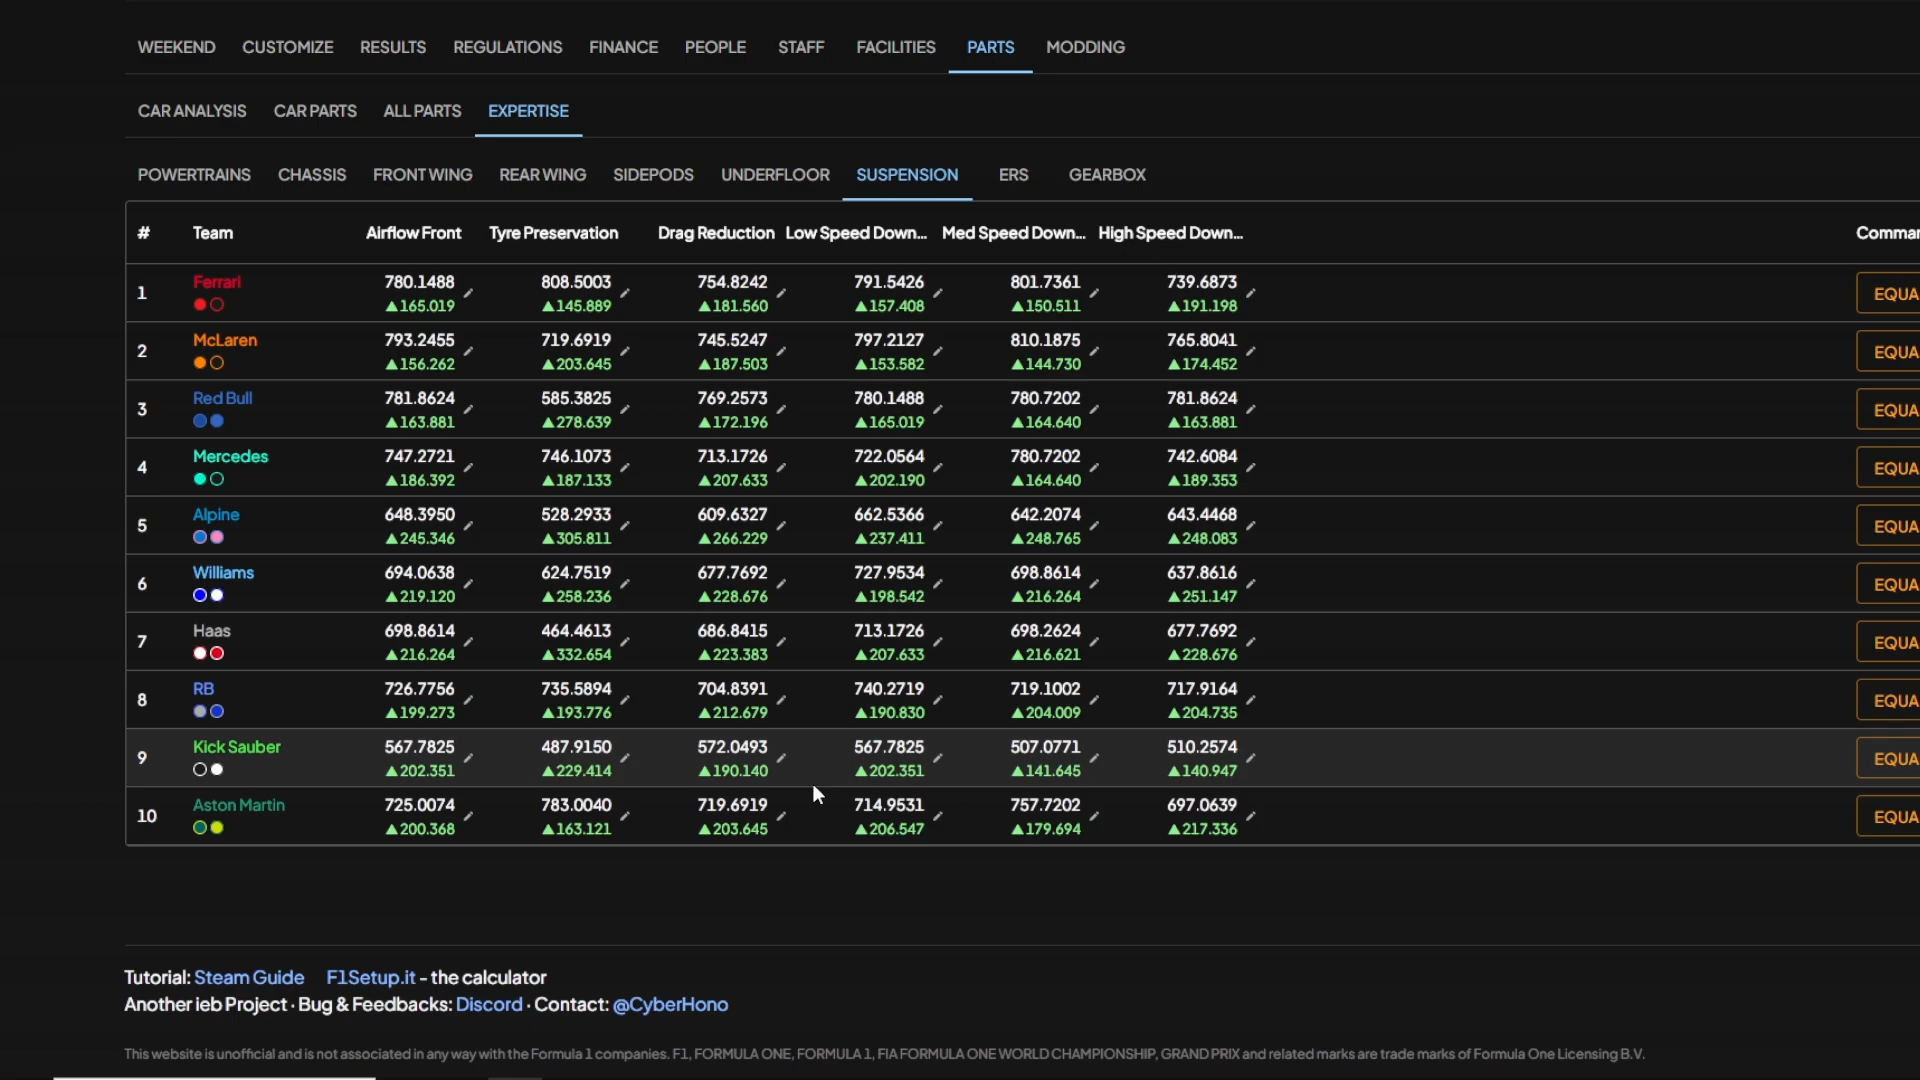 WEEKEND CUSTOMIZE RESULTS REGULATIONS FINANCE PEOPLE STAFF FACILITIES PARTS MODDING
CAR ANALYSIS CAR PARTS ALL PARTS EXPERTISE
POWERTRAINS CHASSIS FRONT WING REAR WING SIDEPODS UNDERFLOOR SUSPENSION ERS GEARBOX
# Team Airflow Front Tyre Preservation Drag Reduction Low Speed Down... Med Speed Down... High Speed Down... Comman
1 Ferrari 780.1488 808.5003 754.8242 791.5426 801.7361 739.6873 EQUA
▲165.019 ▲145.889 ▲181.560 ▲157.408 ▲150.511 ▲191.198
2 McLaren 793.2455 719.6919 745.5247 797.2127 810.1875 765.8041 EQUA
▲156.262 ▲203.645 ▲187.503 ▲153.582 ▲144.730 ▲174.452
3 Red Bull 781.8624 585.3825 769.2573 780.1488 780.7202 781.8624 EQUA
▲163.881 ▲278.639 ▲172.196 ▲165.019 ▲164.640 ▲163.881
4 Mercedes 747.2721 746.1073 713.1726 722.0564 780.7202 742.6084 EQUA
▲186.392 ▲187.133 ▲207.633 ▲202.190 ▲164.640 ▲189.353
5 Alpine 648.3950 528.2933 609.6327 662.5366 642.2074 643.4468 EQUA
▲245.346 ▲305.811 ▲266.229 ▲237.411 ▲248.765 ▲248.083
6 Williams 694.0638 624.7519 677.7692 727.9534 698.8614 637.8616 EQUA
▲219.120 ▲258.236 ▲228.676 ▲198.542 ▲216.264 ▲251.147
7 Haas 698.8614 464.4613 686.8415 713.1726 698.2624 677.7692 EQUA
▲216.264 ▲332.654 ▲223.383 ▲207.633 ▲216.621 ▲228.676
8 RB 726.7756 735.5894 704.8391 740.2719 719.1002 717.9164 EQUA
▲199.273 ▲193.776 ▲212.679 ▲190.830 ▲204.009 ▲204.735
9 Kick Sauber 567.7825 487.9150 572.0493 567.7825 507.0771 510.2574 EQUA
▲202.351 ▲229.414 ▲190.140 ▲202.351 ▲141.645 ▲140.947
10 Aston Martin 725.0074 783.0040 719.6919 714.9531 757.7202 697.0639 EQUA
▲200.368 ▲163.121 ▲203.645 ▲206.547 ▲179.694 ▲217.336
Tutorial: Steam Guide F1Setup.it - the calculator
Another ieb Project · Bug & Feedbacks: Discord · Contact: @CyberHono
This website is unofficial and is not associated in any way with the Formula 1 companies. F1, FORMULA ONE, FORMULA 1, FIA FORMULA ONE WORLD CHAMPIONSHIP, GRAND PRIX and related marks are trade marks of Formula One Licensing B.V.